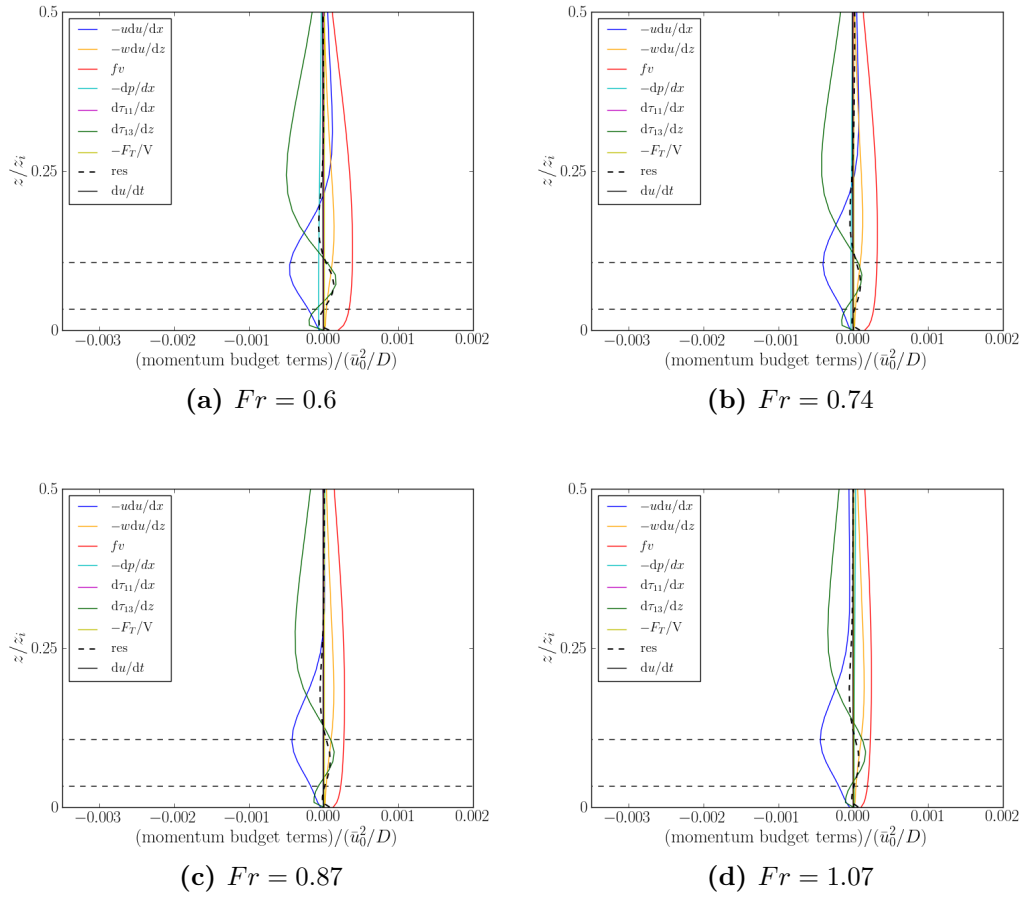 0.5
0.25
0
z/z_i
−udu/dx
−wdu/dz
fv
−dp/dx
dτ_11/dx
dτ_13/dz
−F_T/V
res
du/dt
−0.003 −0.002 −0.001 0.000 0.001 0.002
(momentum budget terms)/(ū_0^2/D)
(a) Fr = 0.6
0.5
0.25
0
z/z_i
−udu/dx
−wdu/dz
fv
−dp/dx
dτ_11/dx
dτ_13/dz
−F_T/V
res
du/dt
−0.003 −0.002 −0.001 0.000 0.001 0.002
(momentum budget terms)/(ū_0^2/D)
(b) Fr = 0.74
0.5
0.25
0
z/z_i
−udu/dx
−wdu/dz
fv
−dp/dx
dτ_11/dx
dτ_13/dz
−F_T/V
res
du/dt
−0.003 −0.002 −0.001 0.000 0.001 0.002
(momentum budget terms)/(ū_0^2/D)
(c) Fr = 0.87
0.5
0.25
0
z/z_i
−udu/dx
−wdu/dz
fv
−dp/dx
dτ_11/dx
dτ_13/dz
−F_T/V
res
du/dt
−0.003 −0.002 −0.001 0.000 0.001 0.002
(momentum budget terms)/(ū_0^2/D)
(d) Fr = 1.07